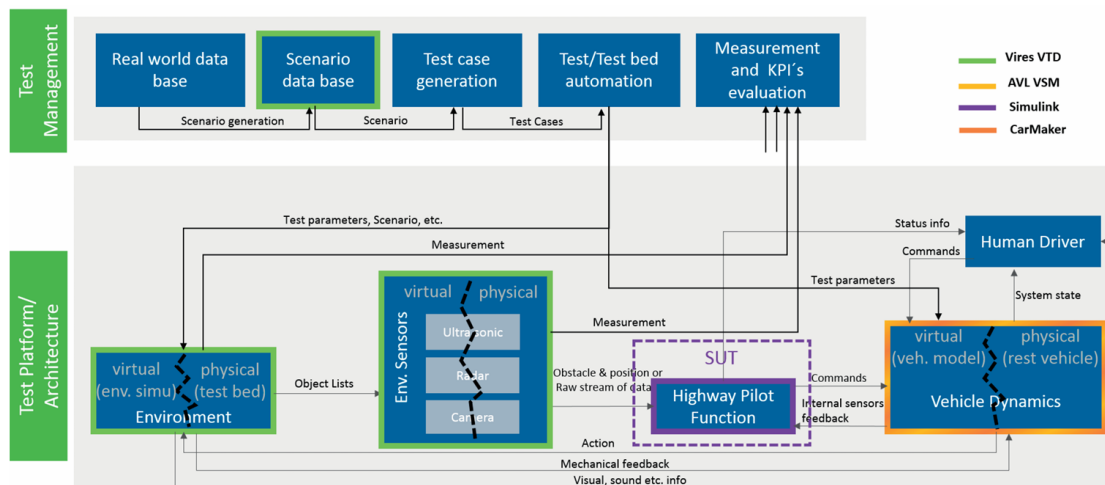 Test
Management
Real world data
base
Scenario
data base
Test case
generation
Test/Test bed
automation
Measurement
and KPI´s
evaluation
Scenario generation
Scenario
Test Cases
Vires VTD
AVL VSM
Simulink
CarMaker
Test Platform/
Architecture
Test parameters, Scenario, etc.
Measurement
Status info
Human Driver
Commands
Test parameters
System state
virtual
physical
Env. Sensors
Ultrasonic
Radar
Camera
Measurement
SUT
Obstacle & position or
Raw stream of data
Highway Pilot
Function
Commands
Internal sensors
feedback
virtual
(veh. model)
physical
(rest vehicle)
Vehicle Dynamics
virtual
(env. simu)
physical
(test bed)
Environment
Object Lists
Action
Mechanical feedback
Visual, sound etc. info